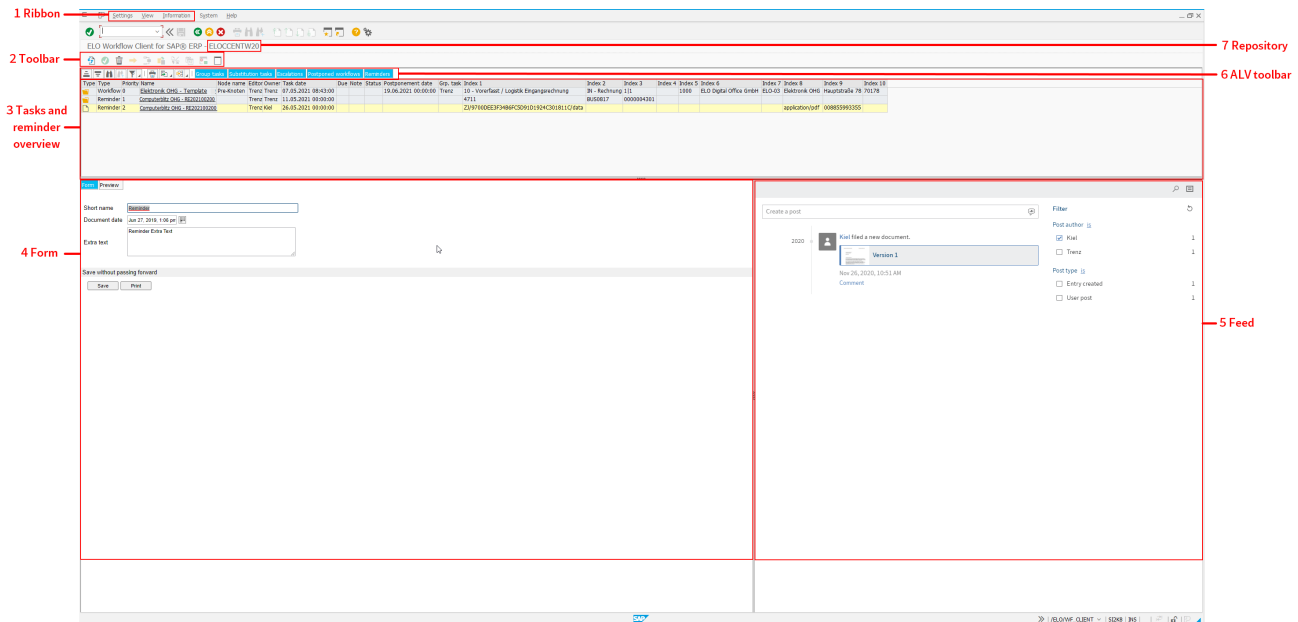 1 Ribbon
Settings View Information System Help
ELO Workflow Client for SAP® ERP - ELOCCENTW20
7 Repository
2 Toolbar
Group tasks Substitution tasks Escalations Postponed workflows Reminders
6 ALV toolbar
Type Type Priority Name Node name Editor Owner Task date Due Note Status Postponement date Grp. task Index 1 Index 2 Index 3 Index 4 Index 5 Index 6 Index 7 Index 8 Index 9 Index 10
Workflow 0 Elektronik OHG - Template Pre-Knoten Trenz Trenz 07.05.2021 08:43:00 19.06.2021 00:00:00 Trenz 10 - Vorerfasst / Logistik Eingangsrechnung IN - Rechnung 1|1 1000 ELO Digital Office GmbH ELO-03 Elektronik OHG Hauptstraße 78 70178
Reminder 1 Computerblitz OHG - RE202100200 Trenz Trenz 11.05.2021 00:00:00 4711 BUS0817 0000004301
Reminder 2 Computerblitz OHG - RE202100200 Trenz Kiel 26.05.2021 00:00:00 Z1/9700DEE3F34B6FC5D91D1924C301811C/data application/pdf 008855993355
3 Tasks and
reminder
overview
Form Preview
Short name Reminder
Document date Jun 27, 2019, 1:06 pm
Extra text Reminder Extra Text
4 Form
Save without passing forward
Save Print
Create a post
2020
Kiel filed a new document.
Version 1
Nov 26, 2020, 10:51 AM
Comment
Filter
Post author
Kiel 1
Trenz 1
Post type
Entry created 1
User post 1
5 Feed
SAP
/ELO/WF_CLIENT SI2K8 INS